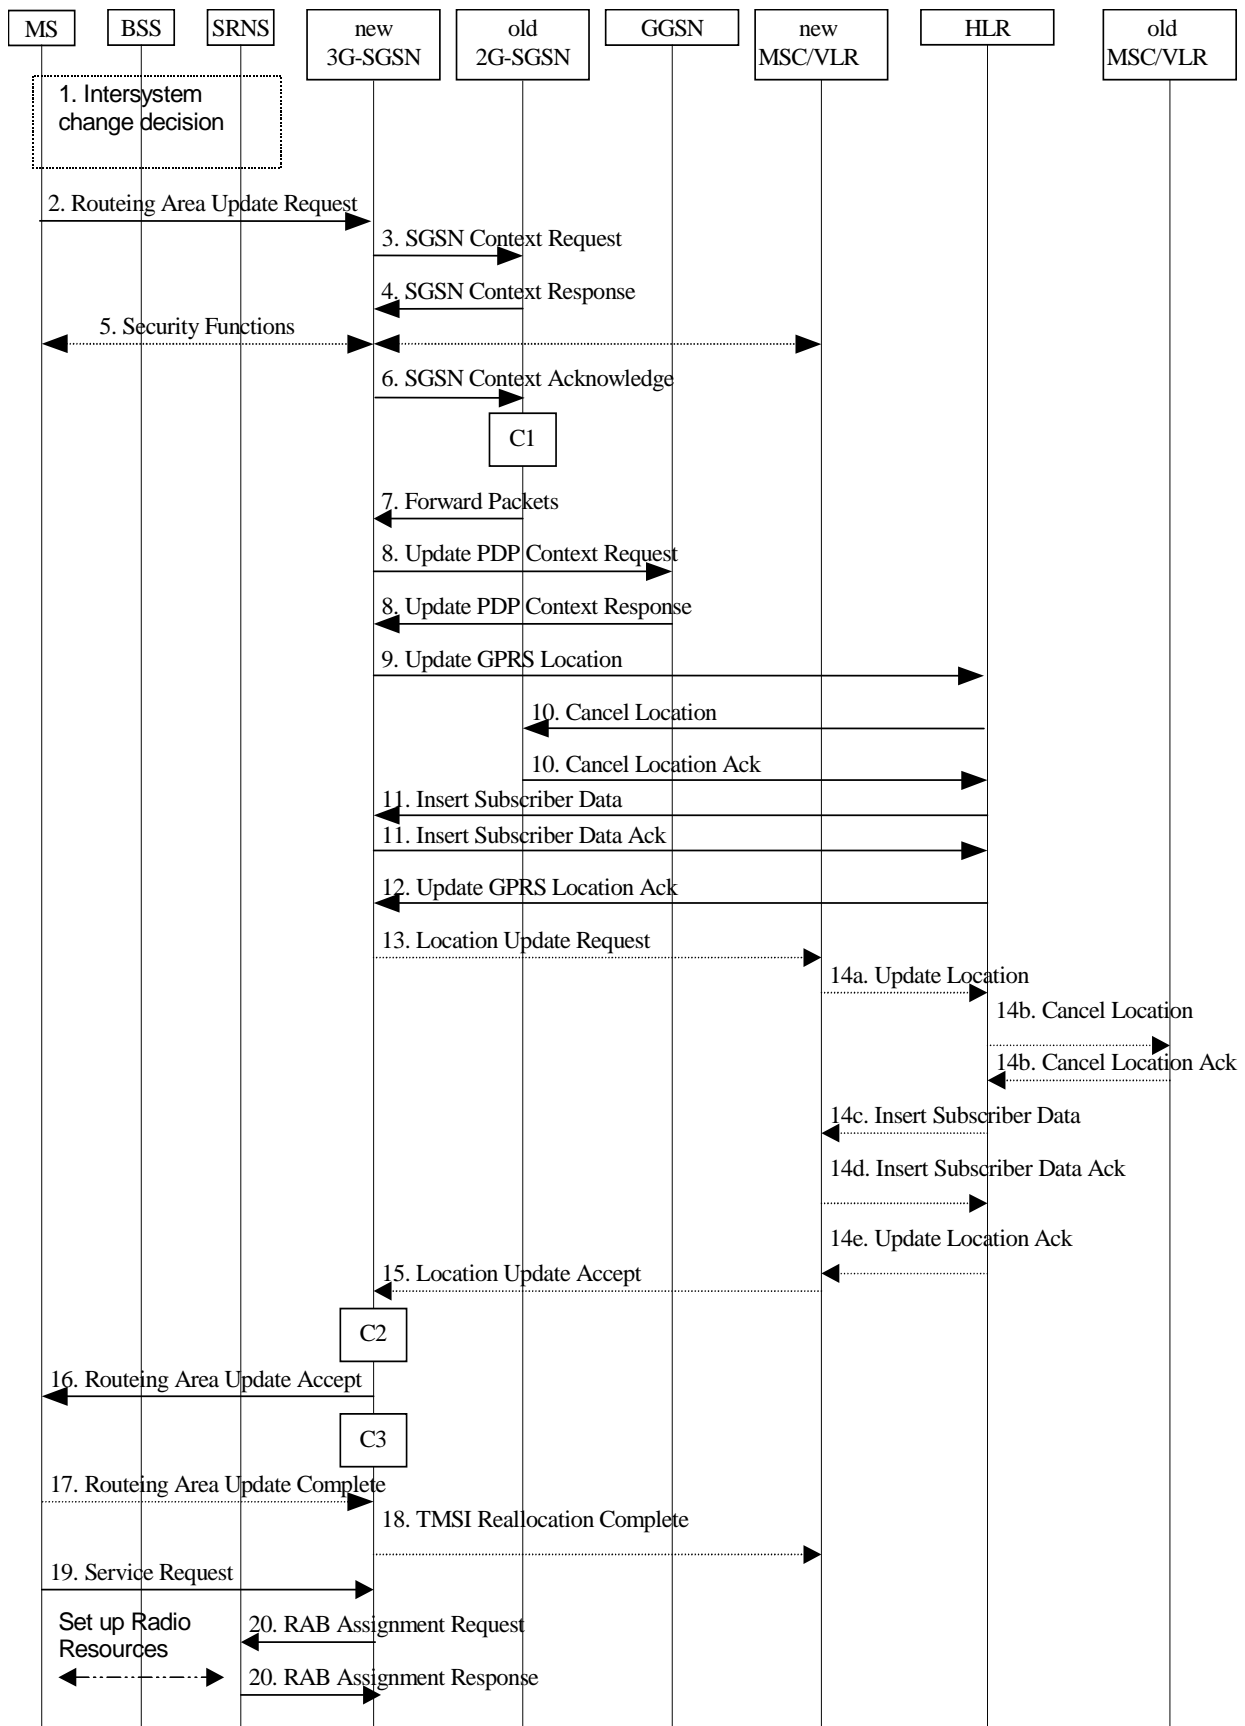 MS
BSS
SRNS
new
3G-SGSN
old
2G-SGSN
GGSN
new
MSC/VLR
HLR
old
MSC/VLR
1. Intersystem
change decision
2. Routeing Area Update Request
3. SGSN Context Request
4. SGSN Context Response
5. Security Functions
6. SGSN Context Acknowledge
C1
7. Forward Packets
8. Update PDP Context Request
8. Update PDP Context Response
9. Update GPRS Location
10. Cancel Location
10. Cancel Location Ack
11. Insert Subscriber Data
11. Insert Subscriber Data Ack
12. Update GPRS Location Ack
13. Location Update Request
14a. Update Location
14b. Cancel Location
14b. Cancel Location Ack
14c. Insert Subscriber Data
14d. Insert Subscriber Data Ack
14e. Update Location Ack
15. Location Update Accept
C2
16. Routeing Area Update Accept
C3
17. Routeing Area Update Complete
18. TMSI Reallocation Complete
19. Service Request
Set up Radio
Resources
20. RAB Assignment Request
20. RAB Assignment Response